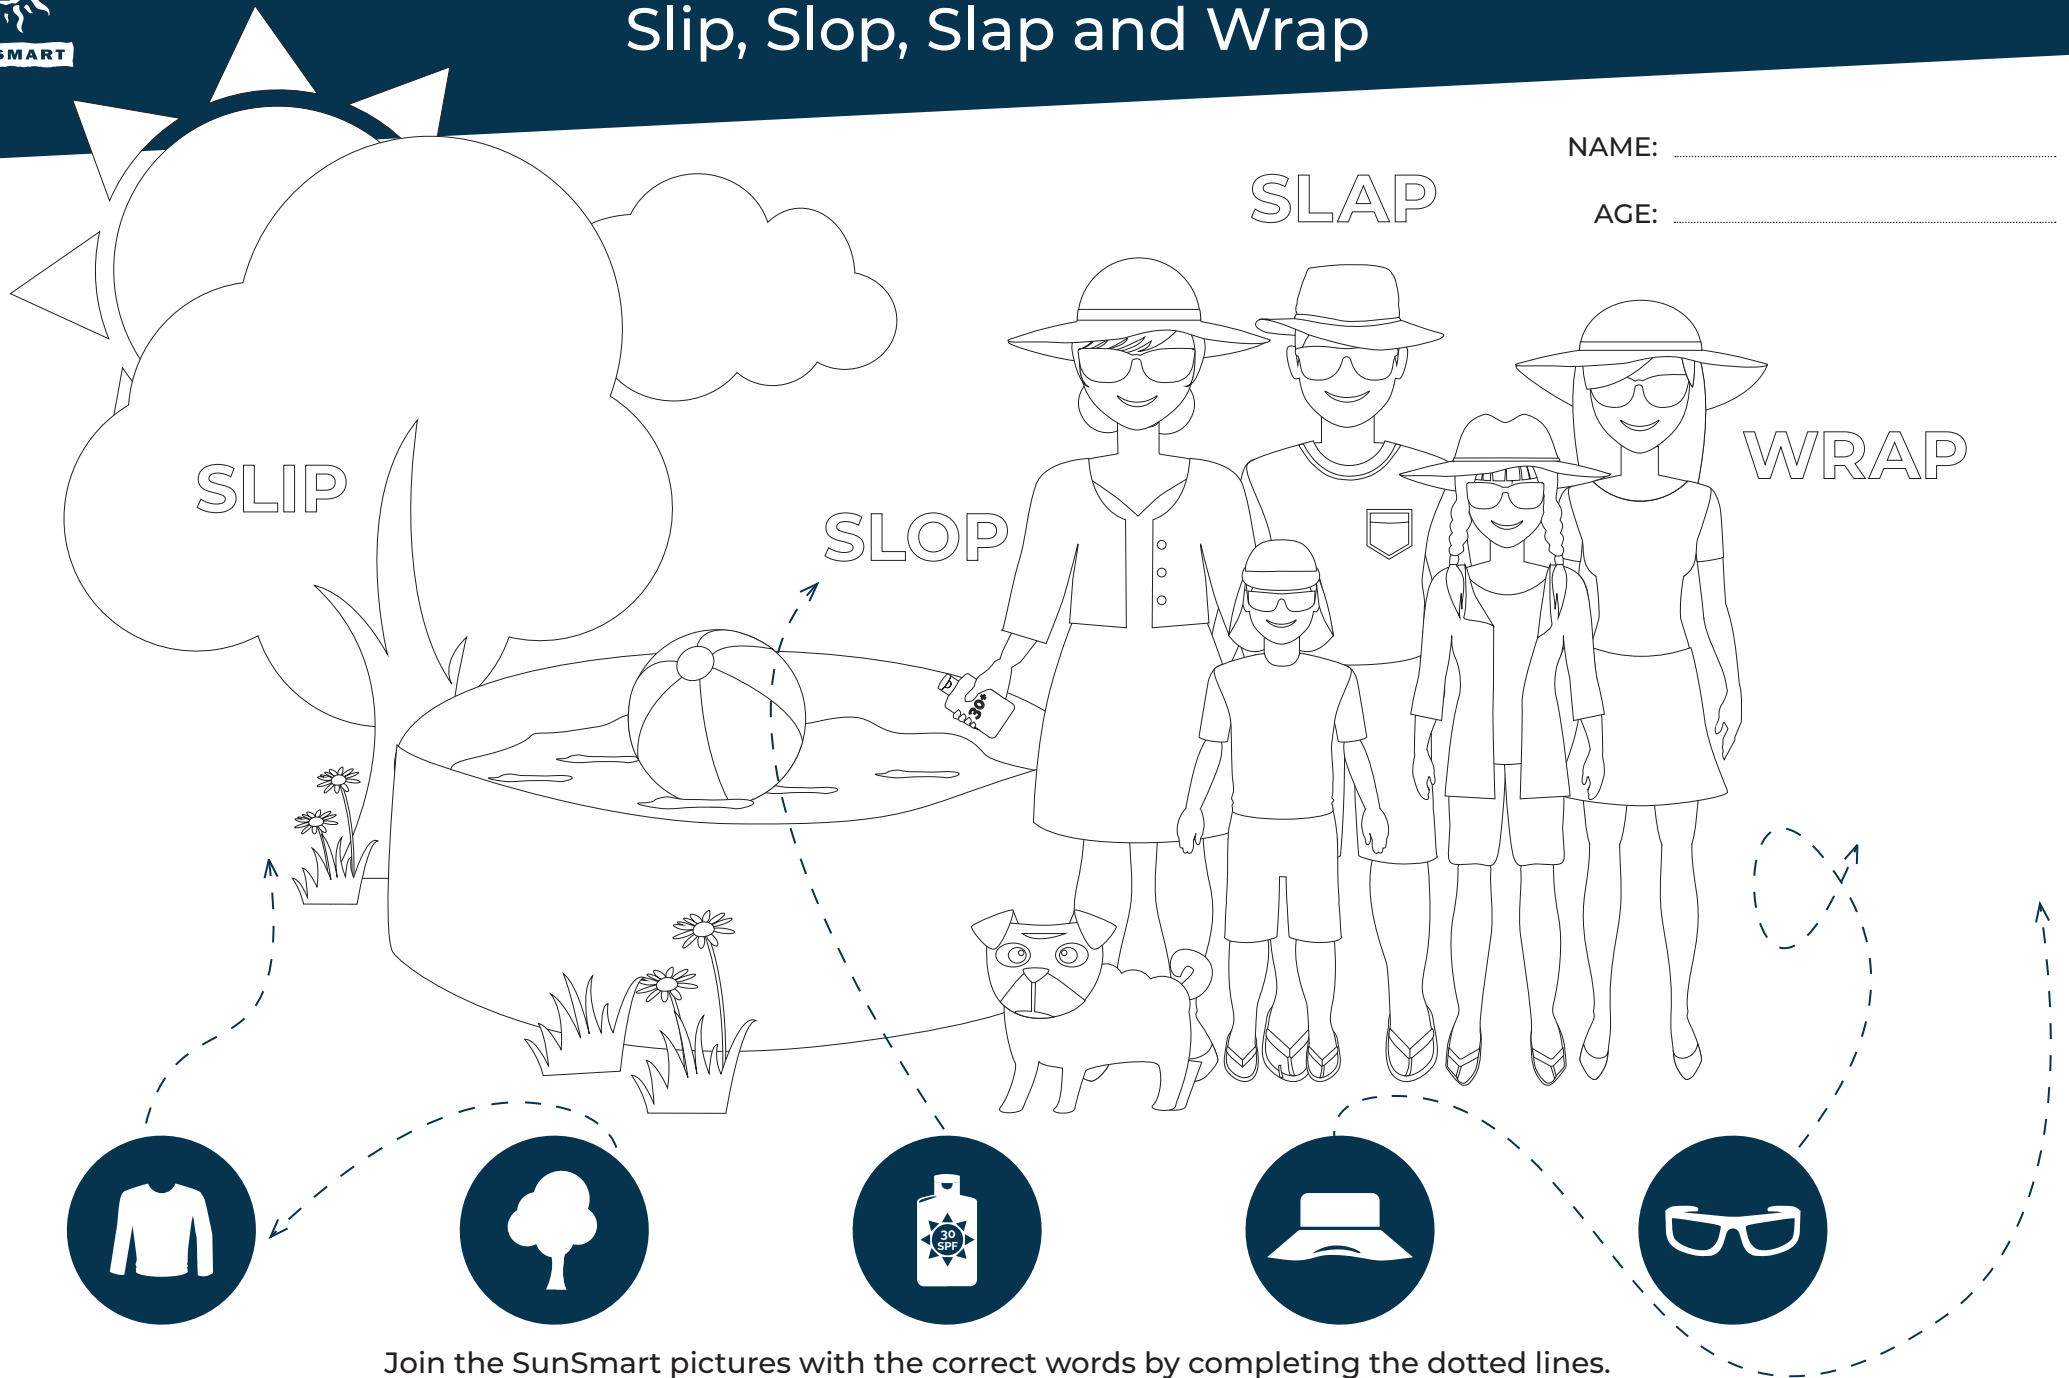 Slip, Slop, Slap and Wrap
SMART
NAME:
AGE:
SLAP
WRAP
SLIP
SLOP
30+
30
SPF
Join the SunSmart pictures with the correct words by completing the dotted lines.